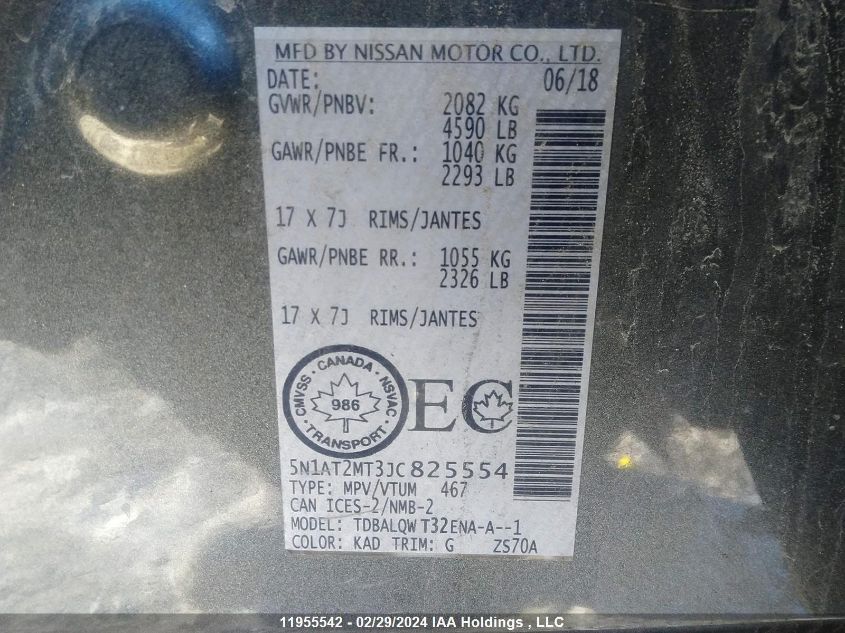 MFD BY NISSAN MOTOR CO., LTD.
DATE: 06/18
GVWR/PNBV: 2082 KG
4590 LB
GAWR/PNBE FR.: 1040 KG
2293 LB
17 X 7J RIMS/JANTES
GAWR/PNBE RR.: 1055 KG
2326 LB
17 X 7J RIMS/JANTES
CMVSS · CANADA · NSVAC · TRANSPORT ·
986
EC
5N1AT2MT3JC825554
TYPE: MPV/VTUM 467
CAN ICES-2/NMB-2
MODEL: TDBALQW T32ENA-A--1
COLOR: KAD TRIM: G ZS70A
11955542 - 02/29/2024 IAA Holdings , LLC